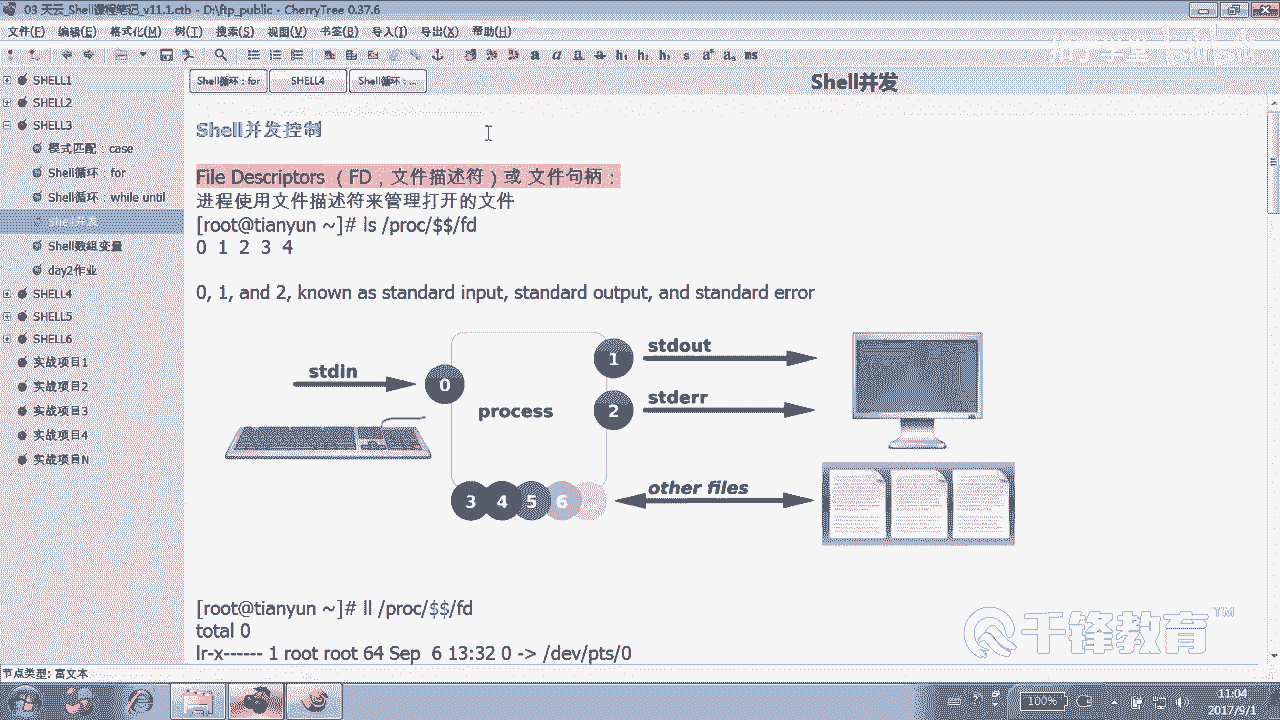 03 天云_Shell课程笔记_v11.1.ctb - D:\ftp_public - CherryTree 0.37.6
文件(F) 编辑(E) 格式化(M) 树(T) 搜索(S) 视图(V) 书签(B) 导入(I) 导出(X) 帮助(H)
SHELL1
SHELL2
SHELL3
模式匹配：case
Shell循环：for
Shell循环：while until
Shell并发
Shell数组变量
day2作业
SHELL4
SHELL5
SHELL6
实战项目1
实战项目2
实战项目3
实战项目4
实战项目N
Shell循环：for
SHELL4
Shell循环：...
Shell并发
Shell并发控制
File Descriptors （FD，文件描述符）或 文件句柄：
进程使用文件描述符来管理打开的文件
[root@tianyun ~]# ls /proc/$$/fd
0 1 2 3 4
0, 1, and 2, known as standard input, standard output, and standard error
stdin
0
process
1
stdout
2
stderr
3 4 5 6
other files
[root@tianyun ~]# ll /proc/$$/fd
total 0
lr-x------ 1 root root 64 Sep 6 13:32 0 -> /dev/pts/0
千锋教育™
节点类型: 富文本
100%
11:04
2017/9/1